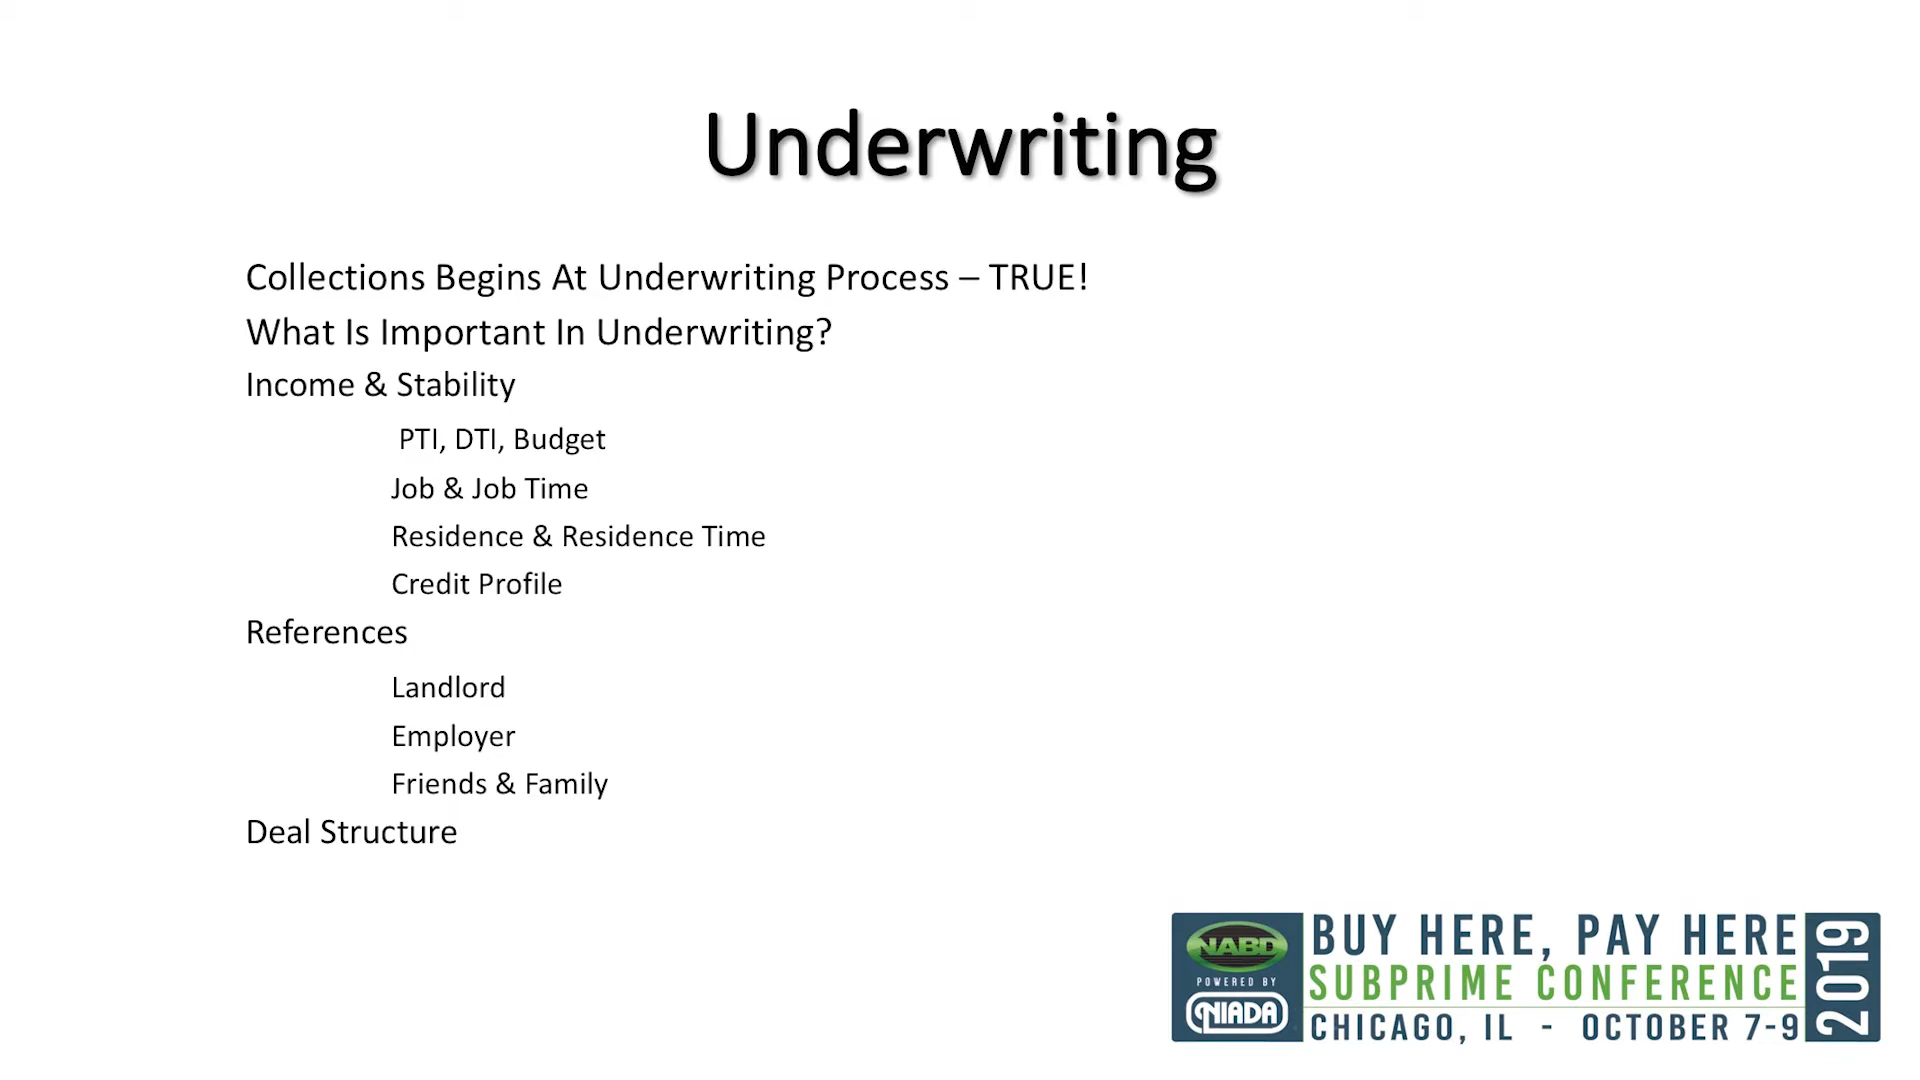 Underwriting
Collections Begins At Underwriting Process – TRUE!
What Is Important In Underwriting?
Income & Stability
PTI, DTI, Budget
Job & Job Time
Residence & Residence Time
Credit Profile
References
Landlord
Employer
Friends & Family
Deal Structure
NABD
POWERED BY
NIADA
BUY HERE, PAY HERE
SUBPRIME CONFERENCE
CHICAGO, IL - OCTOBER 7-9
2019